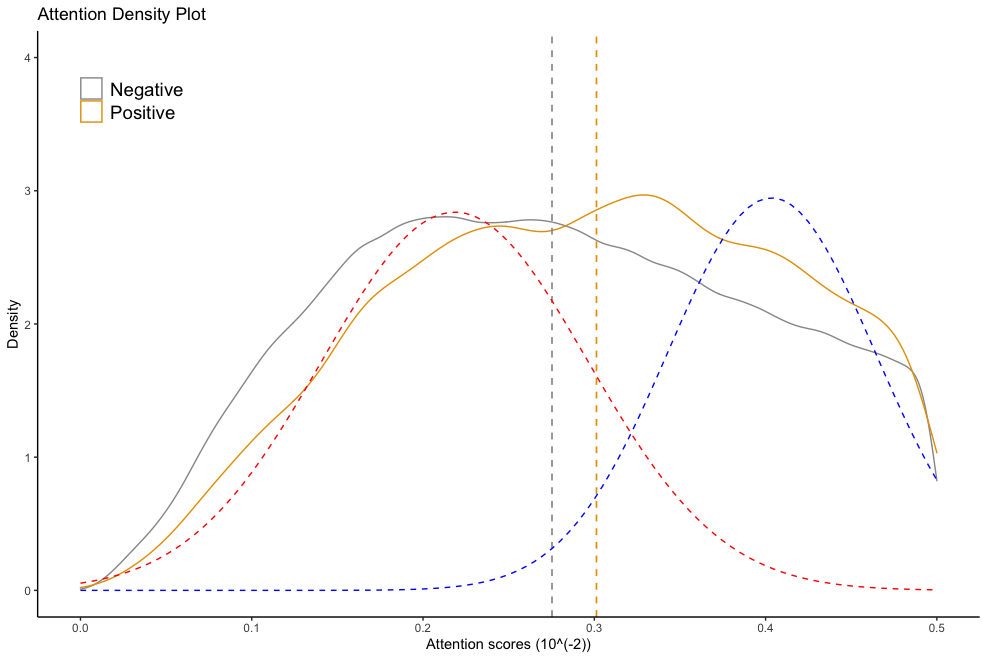 Attention Density Plot
4
Negative
Positive
3
Density
2
1
0
0.0 0.1 0.2 0.3 0.4 0.5
Attention scores (10^(-2))